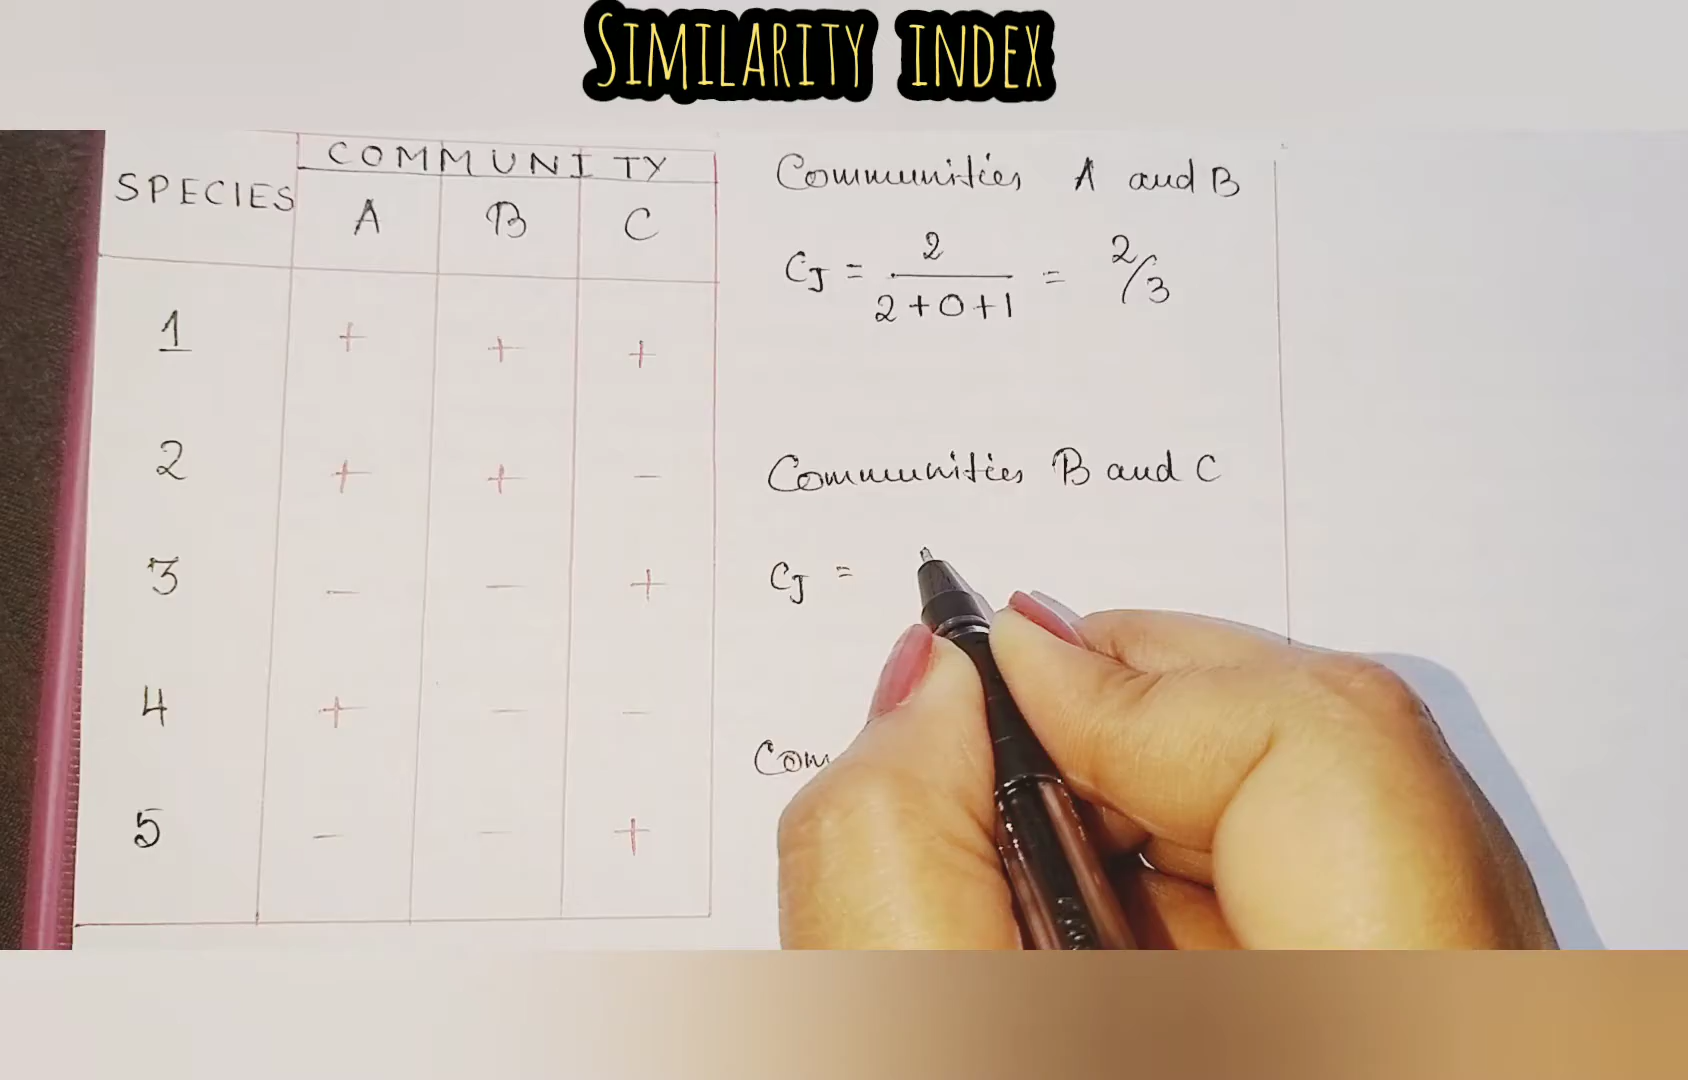 SIMILARITY INDEX
SPECIES COMMUNITY
A B C
1 + + +
2 + + -
3 - - +
4 + - -
5 - - +
Communities A and B
CJ = 2 / 2+0+1 = 2/3
Communities B and C
CJ =
Com